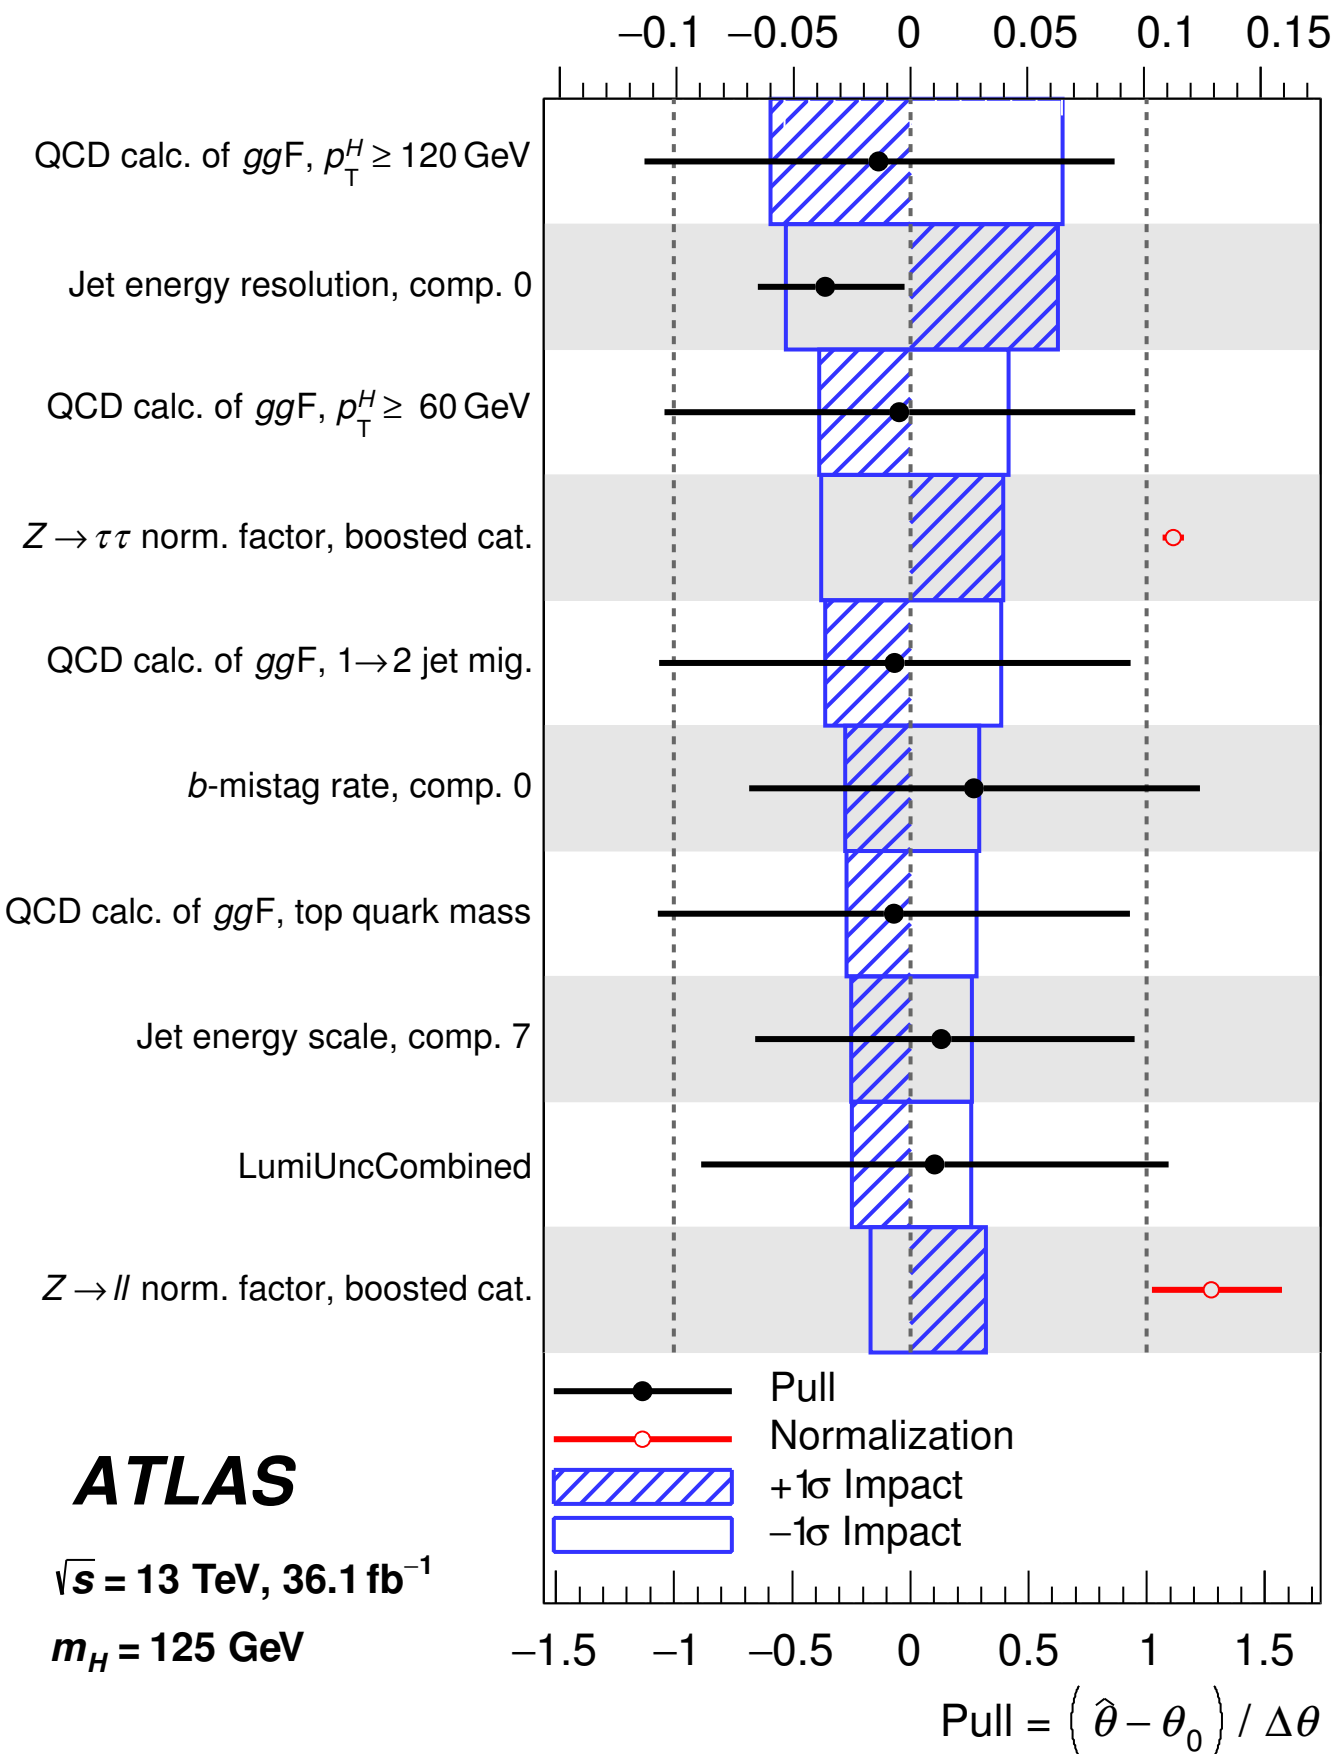 −0.1 −0.05 0 0.05 0.1 0.15
QCD calc. of ggF, p_T^H ≥ 120 GeV
Jet energy resolution, comp. 0
QCD calc. of ggF, p_T^H ≥ 60 GeV
Z → ττ norm. factor, boosted cat.
QCD calc. of ggF, 1→2 jet mig.
b-mistag rate, comp. 0
QCD calc. of ggF, top quark mass
Jet energy scale, comp. 7
LumiUncCombined
Z → ll norm. factor, boosted cat.
Pull
Normalization
+1σ Impact
−1σ Impact
ATLAS
√s = 13 TeV, 36.1 fb⁻¹
m_H = 125 GeV
−1.5 −1 −0.5 0 0.5 1 1.5
Pull = (θ̂ − θ₀) / Δθ